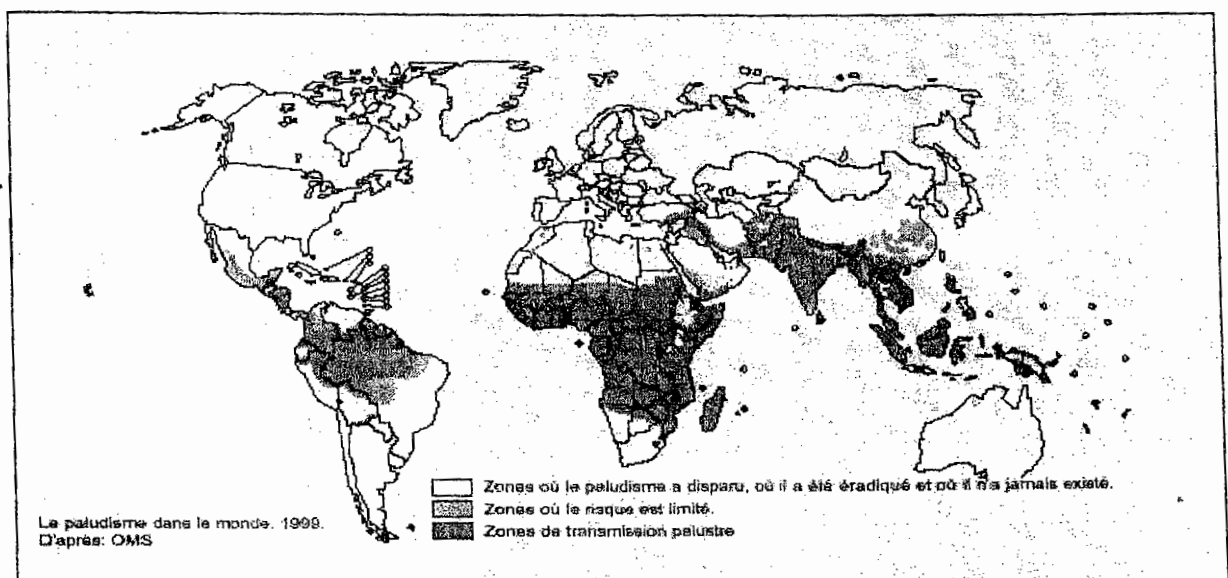 Zones où le paludisme a disparu, où il a été éradiqué et où il n'a jamais existé.
Zones où le risque est limité.
Zones de transmission palustre
Le paludisme dans le monde. 1999.
D'après: OMS